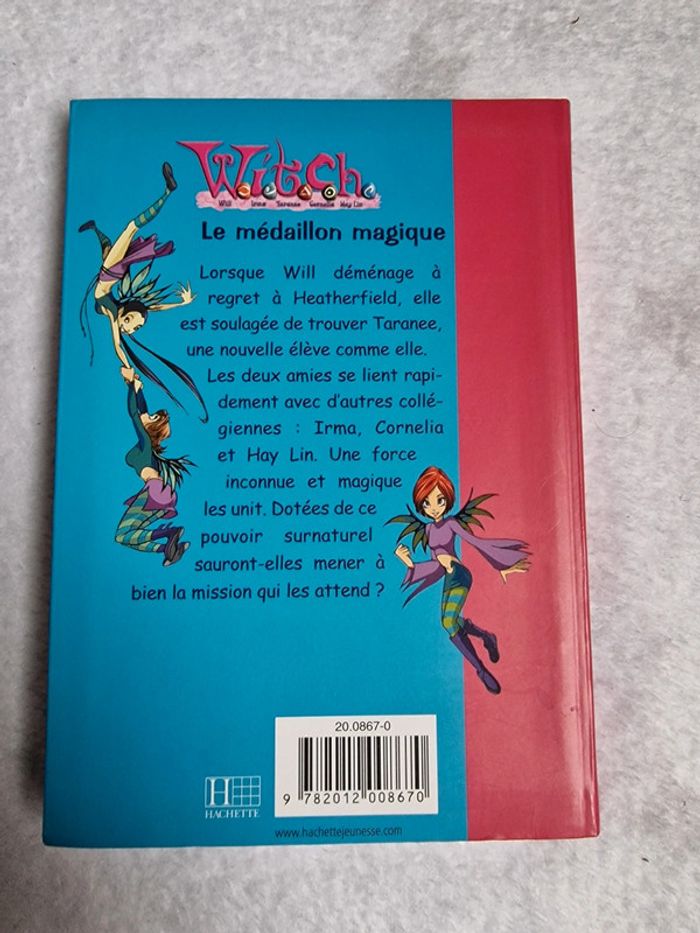 Witch
Will Irma Taranee Cornelia Hay Lin
Le médaillon magique
Lorsque Will déménage à
regret à Heatherfield, elle
est soulagée de trouver Taranee,
une nouvelle élève comme elle.
Les deux amies se lient rapi-
dement avec d'autres collé-
giennes : Irma, Cornelia
et Hay Lin. Une force
inconnue et magique
les unit. Dotées de ce
pouvoir surnaturel
sauront-elles mener à
bien la mission qui les attend ?
20.0867-0
9 782012 008670
H
HACHETTE
www.hachettejeunesse.com